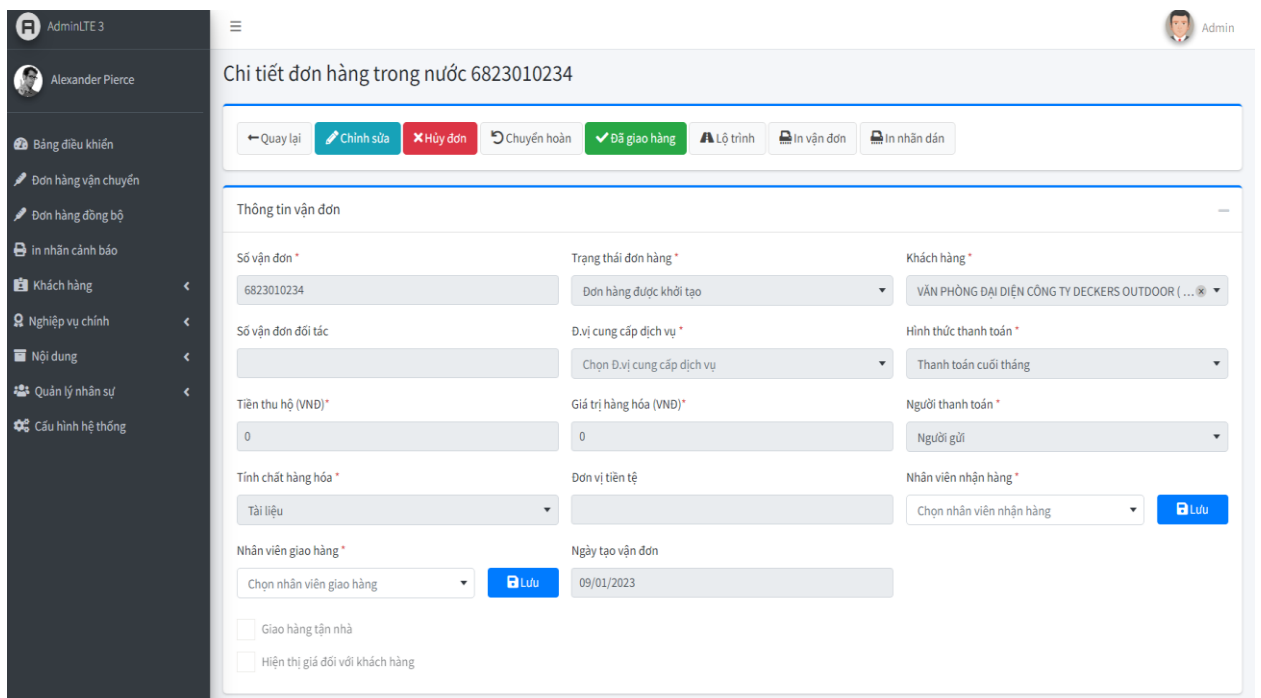 AdminLTE 3
Admin
Alexander Pierce
Bảng điều khiển
Đơn hàng vận chuyển
Đơn hàng đồng bộ
in nhãn cảnh báo
Khách hàng
Nghiệp vụ chính
Nội dung
Quản lý nhân sự
Cấu hình hệ thống
Chi tiết đơn hàng trong nước 6823010234
Quay lại Chỉnh sửa Hủy đơn Chuyển hoàn Đã giao hàng Lộ trình In vận đơn In nhãn dán
Thông tin vận đơn
Số vận đơn * Trạng thái đơn hàng * Khách hàng *
6823010234 Đơn hàng được khởi tạo VĂN PHÒNG ĐẠI DIỆN CÔNG TY DECKERS OUTDOOR ( ...
Số vận đơn đối tác Đ.vị cung cấp dịch vụ * Hình thức thanh toán *
Chọn Đ.vị cung cấp dịch vụ Thanh toán cuối tháng
Tiền thu hộ (VNĐ)* Giá trị hàng hóa (VNĐ)* Người thanh toán *
0 0 Người gửi
Tính chất hàng hóa * Đơn vị tiền tệ Nhân viên nhận hàng *
Tài liệu Chọn nhân viên nhận hàng Lưu
Nhân viên giao hàng * Ngày tạo vận đơn
Chọn nhân viên giao hàng Lưu 09/01/2023
Giao hàng tận nhà
Hiện thị giá đối với khách hàng